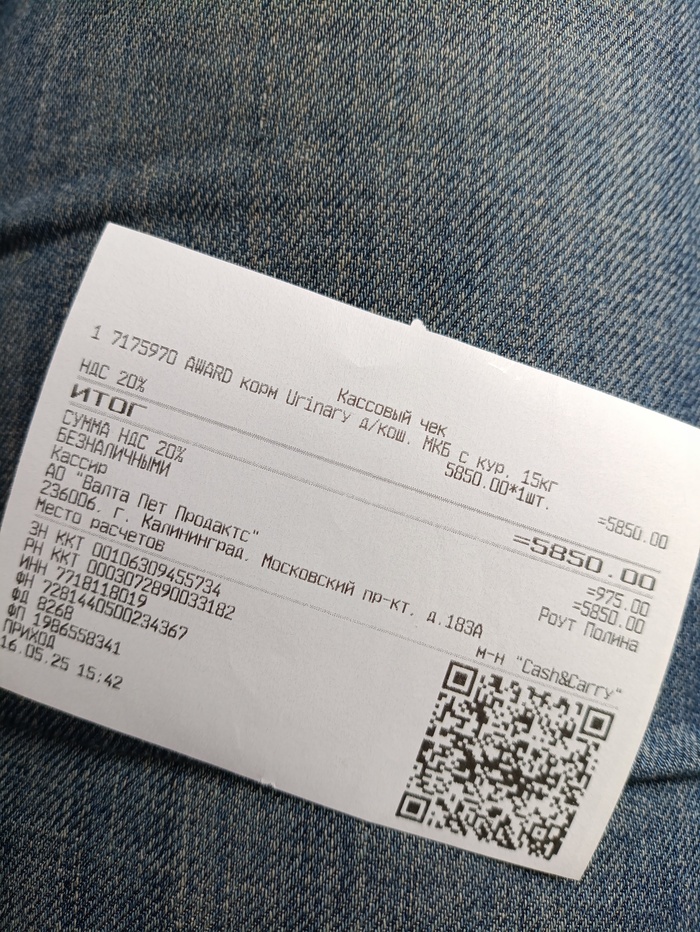 Кассовый чек
1 7175970 AWARD корм Urinary д/кош. МКБ с кур. 15кг
5850.00*1шт. =5850.00
НДС 20%
ИТОГ =5850.00
СУММА НДС 20% =975.00
БЕЗНАЛИЧНЫМИ =5850.00
Кассир Роут Полина
АО "Валта Пет Продактс"
236006, г. Калининград, Московский пр-кт, д.183А
Место расчетов м-н "Cash&Carry"
ЗН ККТ 00106309455734
РН ККТ 0003072890033182
ИНН 7718118019
ФН 7281440500234367
ФД 8268
ФП 1986558341
ПРИХОД
16.05.25 15:42